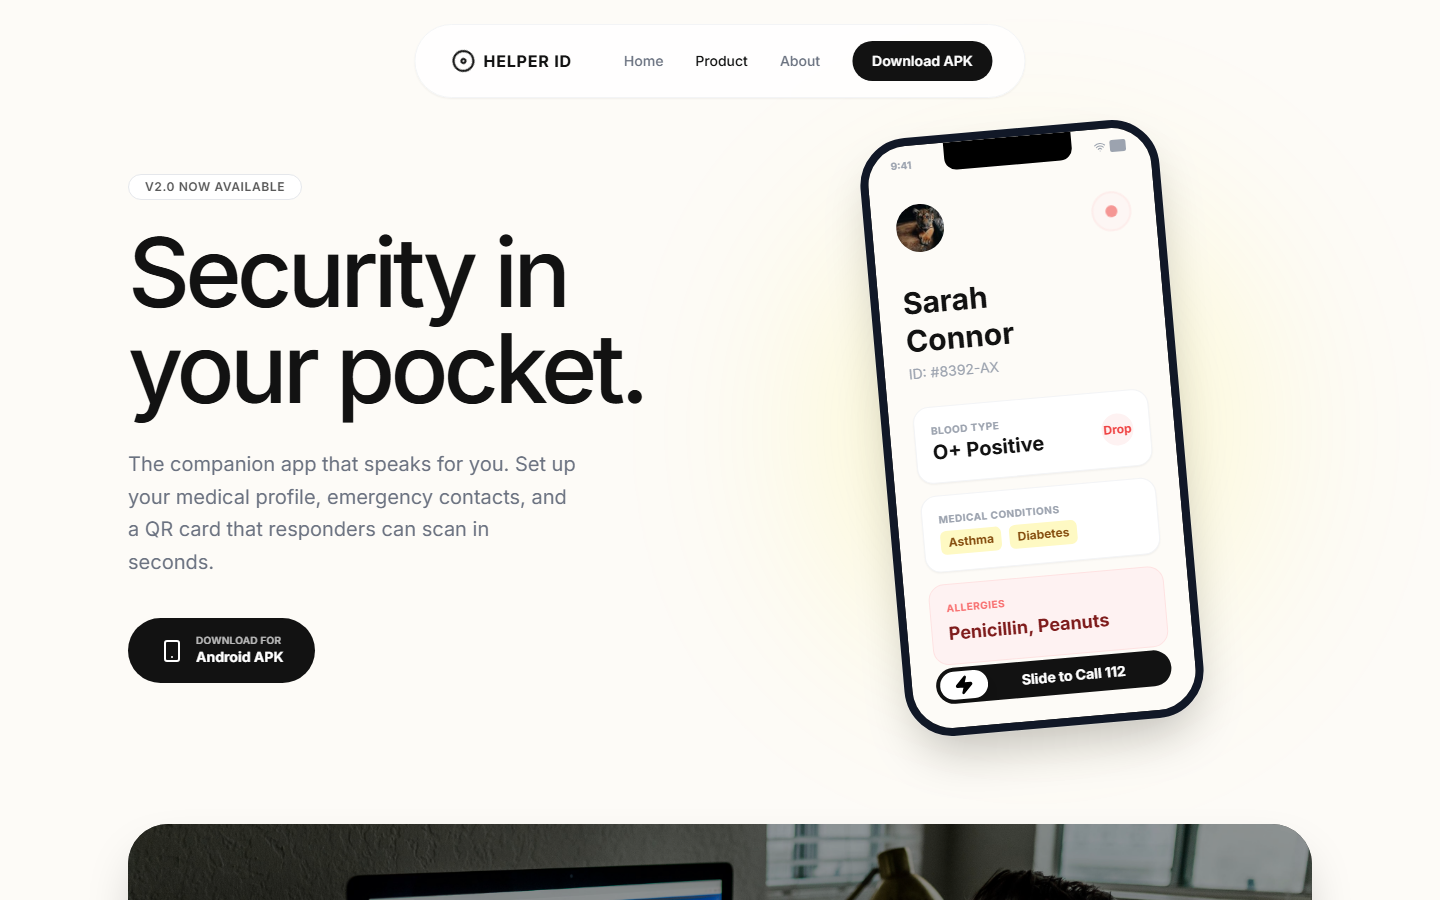 HELPER ID
Home
Product
About
Download APK
V2.0 NOW AVAILABLE
Security in
your pocket.
The companion app that speaks for you. Set up
your medical profile, emergency contacts, and
a QR card that responders can scan in
seconds.
DOWNLOAD FOR
Android APK
9:41
Sarah
Connor
ID: #8392-AX
BLOOD TYPE
O+ Positive
Drop
MEDICAL CONDITIONS
Asthma
Diabetes
ALLERGIES
Penicillin, Peanuts
Slide to Call 112